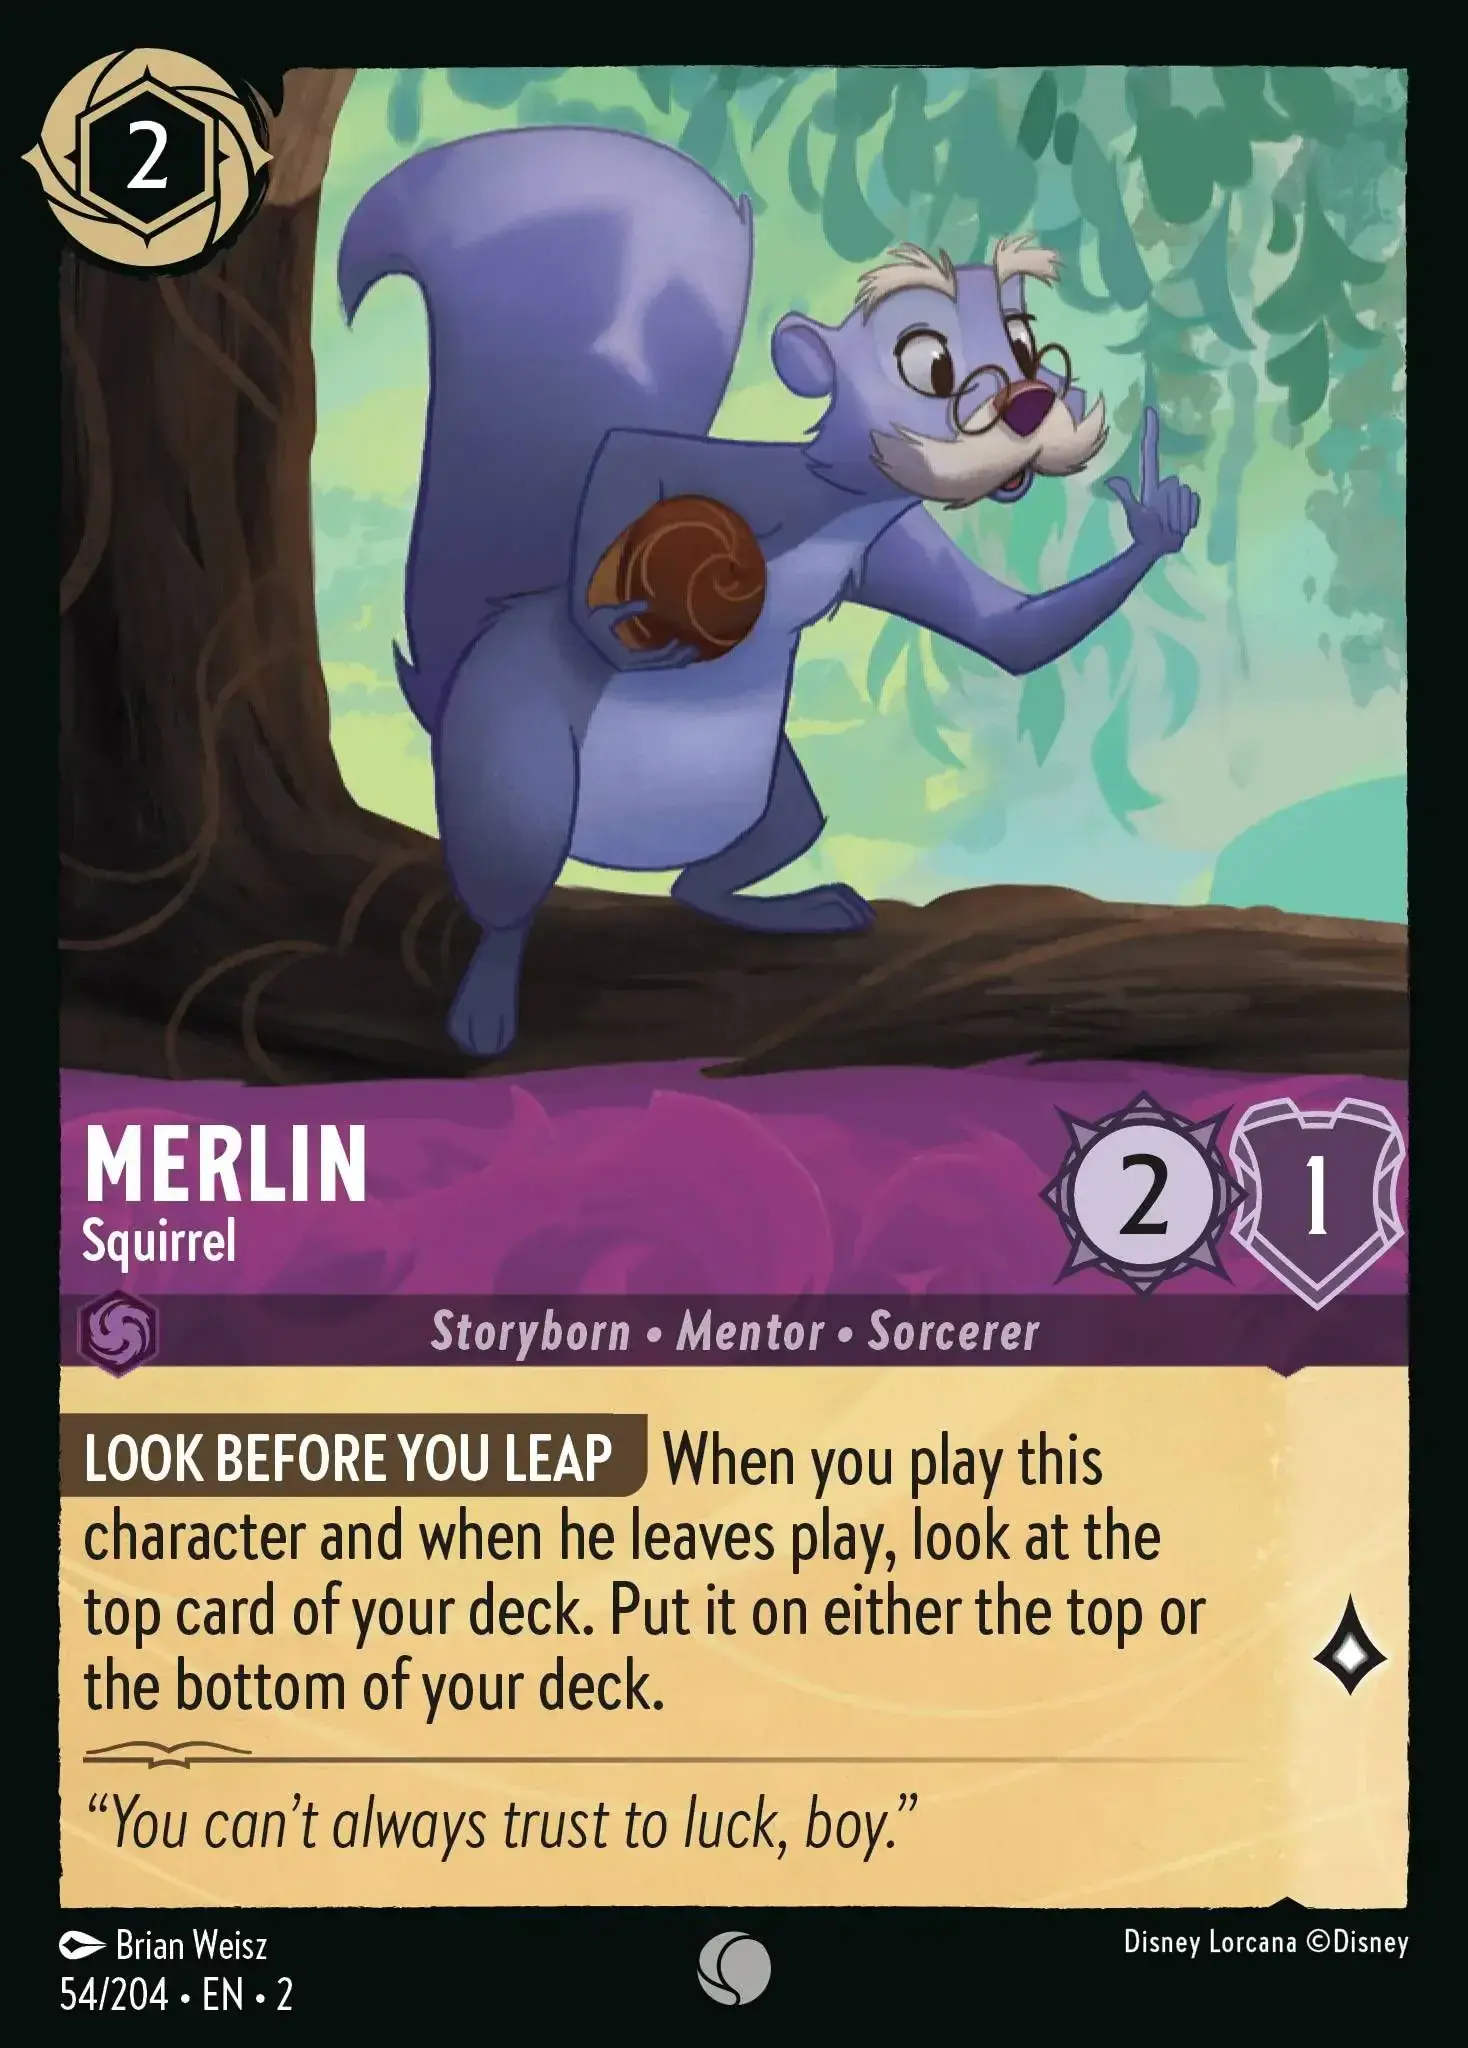 2
MERLIN
Squirrel
2
1
Storyborn • Mentor • Sorcerer
LOOK BEFORE YOU LEAP When you play this
character and when he leaves play, look at the
top card of your deck. Put it on either the top or
the bottom of your deck.
“You can’t always trust to luck, boy.”
Brian Weisz
54/204 • EN • 2
Disney Lorcana ©Disney